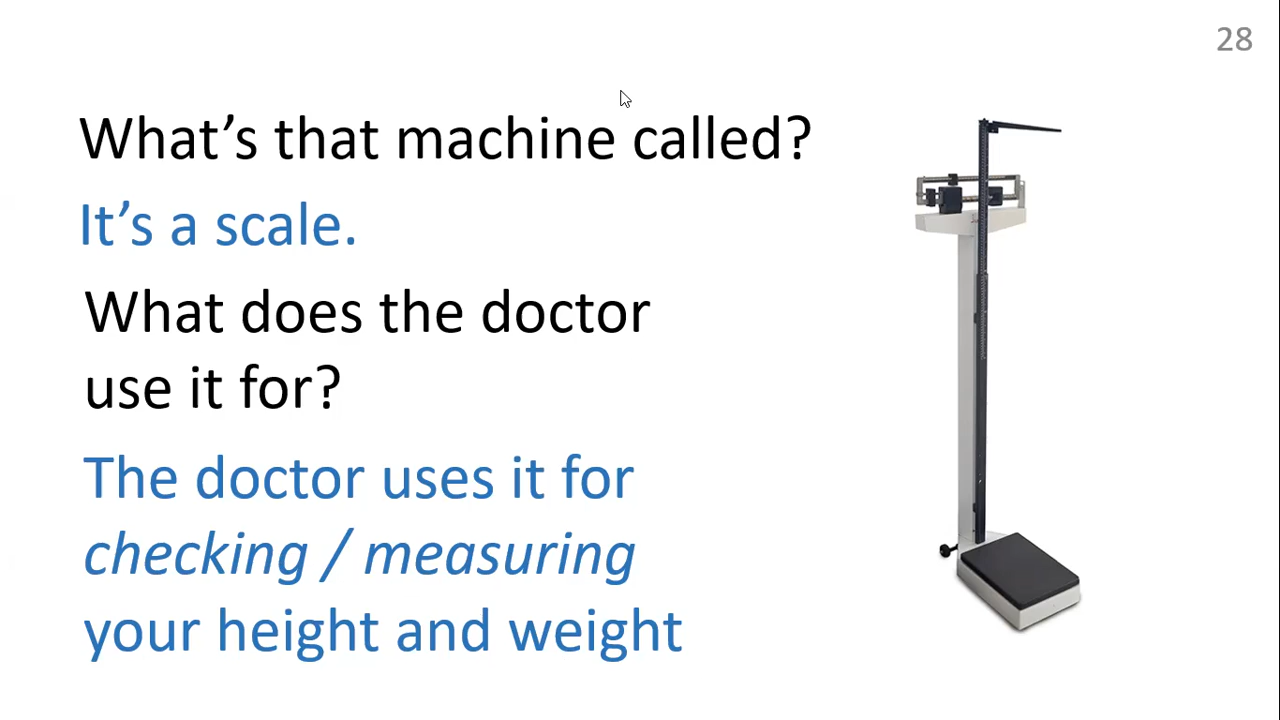 28
What's that machine called?
It's a scale.
What does the doctor
use it for?
The doctor uses it for
checking / measuring
your height and weight